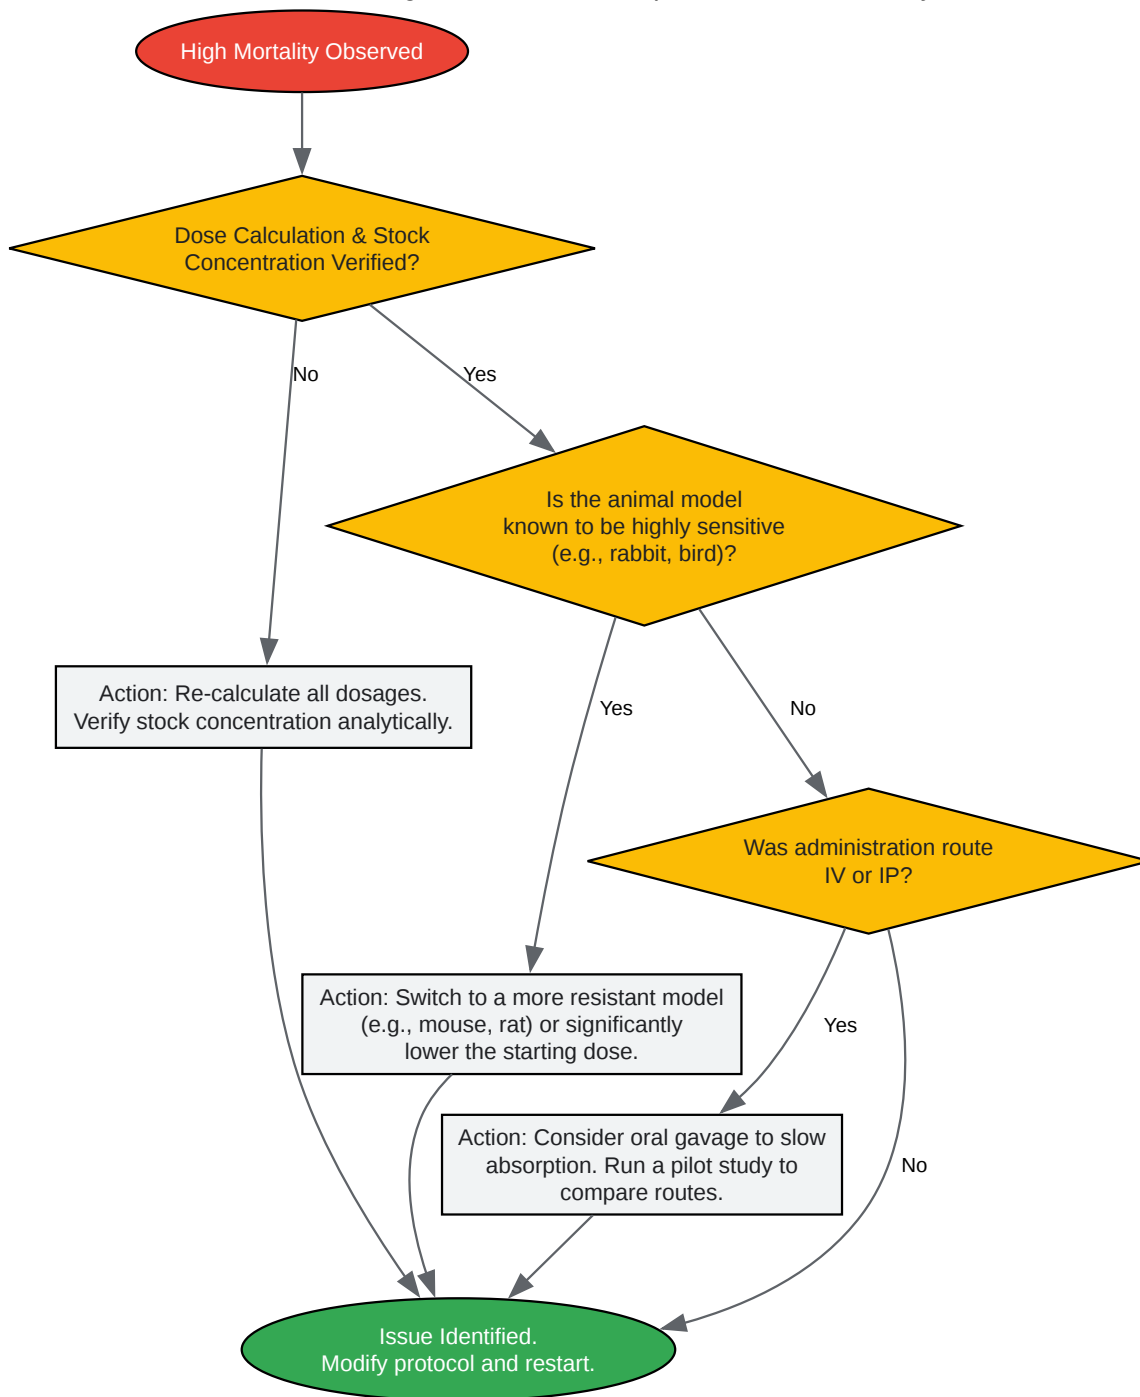 High Mortality Observed
Dose Calculation & Stock
Concentration Verified?
No
Yes
Is the animal model
known to be highly sensitive
(e.g., rabbit, bird)?
Action: Re-calculate all dosages.
Verify stock concentration analytically.
Yes
No
Was administration route
IV or IP?
Action: Switch to a more resistant model
(e.g., mouse, rat) or significantly
lower the starting dose.
Yes
Action: Consider oral gavage to slow
absorption. Run a pilot study to
compare routes.
No
Issue Identified.
Modify protocol and restart.